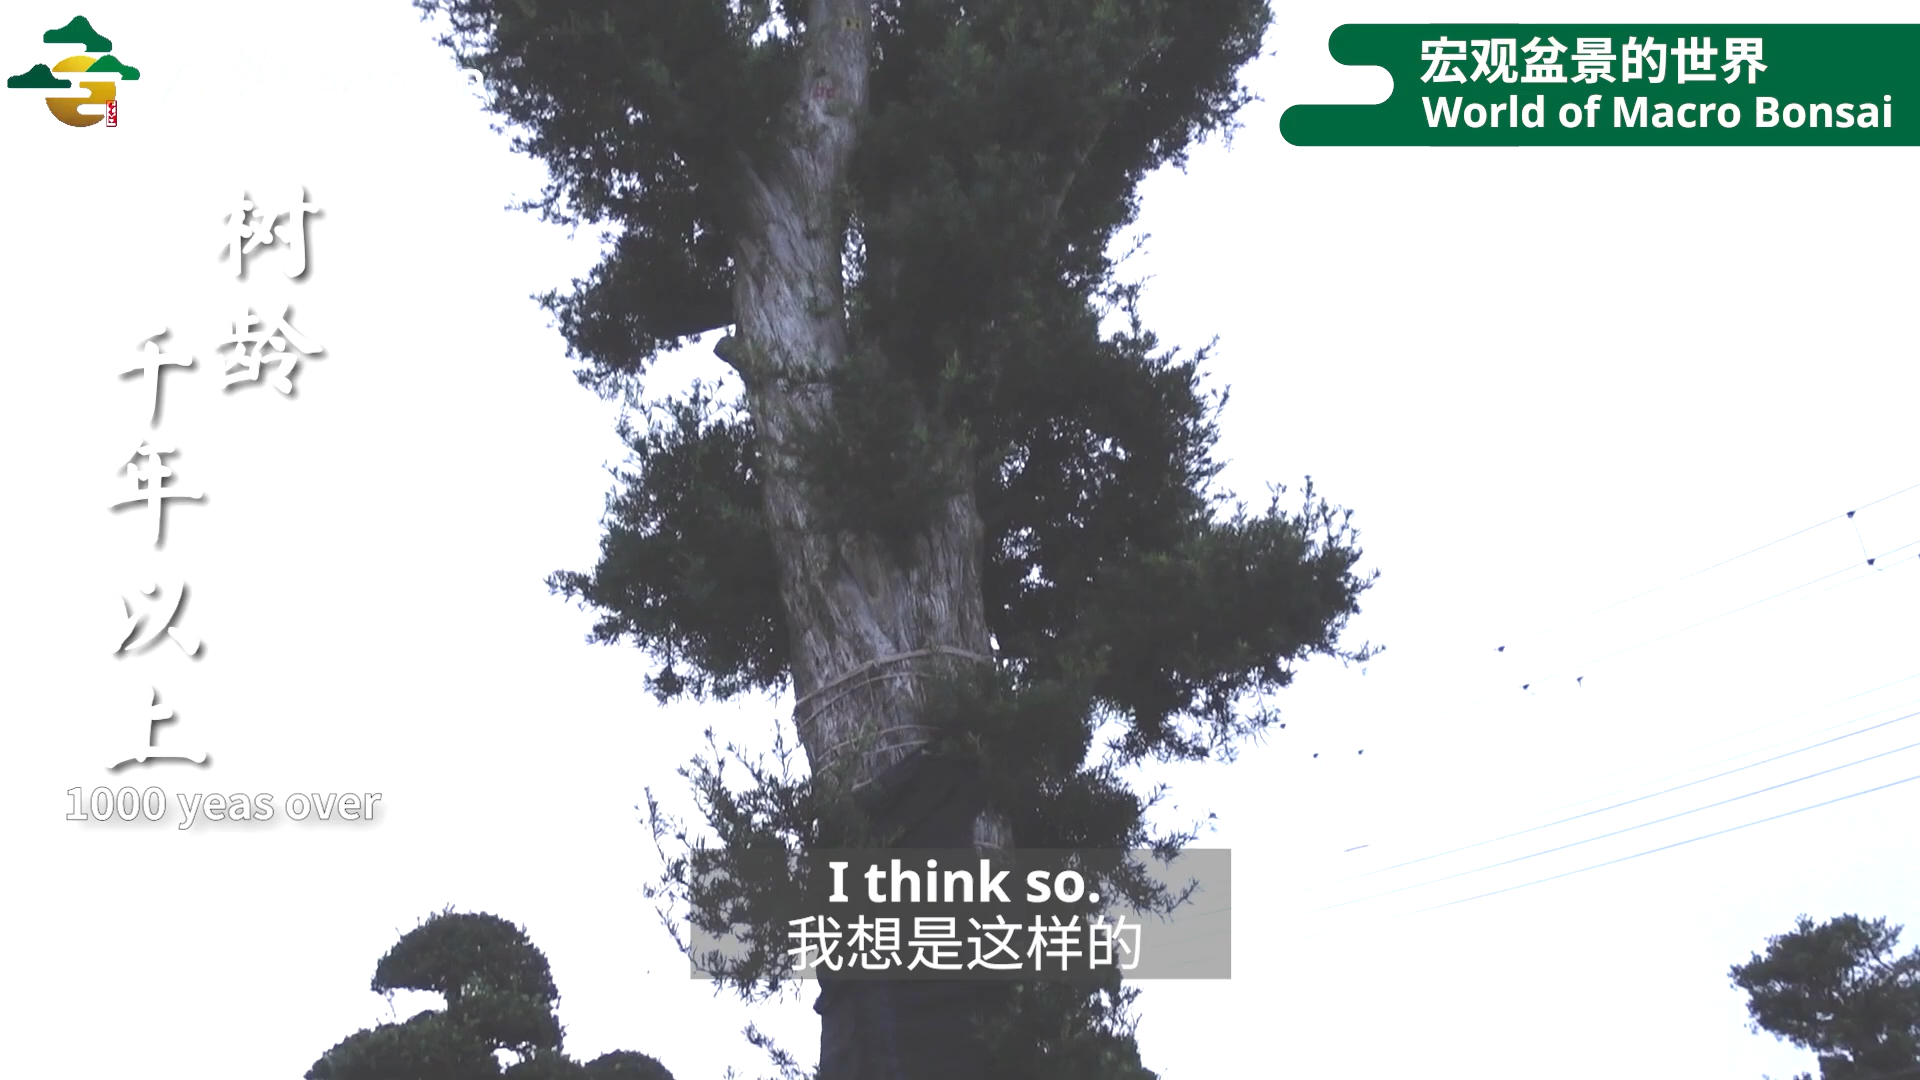 宏观盆景的世界
World of Macro Bonsai
树龄
千年以上
1000 yeas over
I think so.
我想是这样的